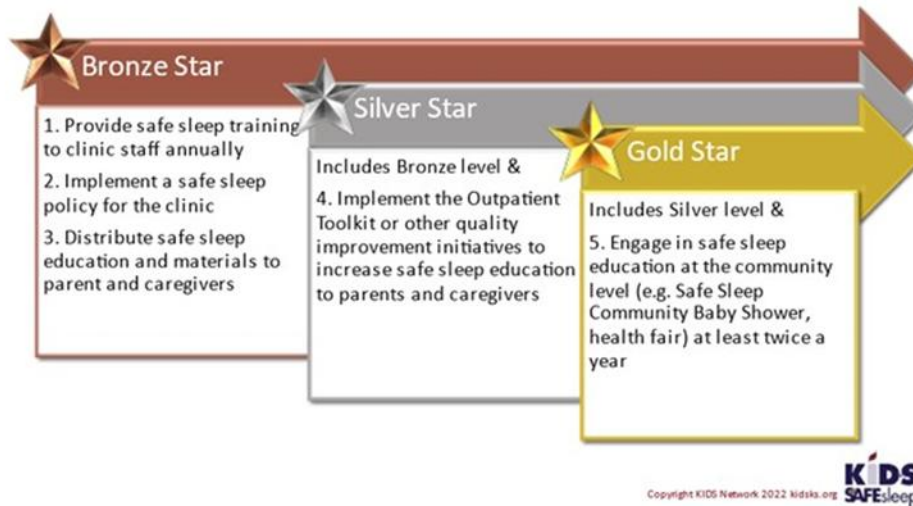 Bronze Star
1. Provide safe sleep training
to clinic staff annually
2. Implement a safe sleep
policy for the clinic
3. Distribute safe sleep
education and materials to
parent and caregivers
Silver Star
Includes Bronze level &
4. Implement the Outpatient
Toolkit or other quality
improvement initiatives to
increase safe sleep education
to parents and caregivers
Gold Star
Includes Silver level &
5. Engage in safe sleep
education at the community
level (e.g. Safe Sleep
Community Baby Shower,
health fair) at least twice a
year
Copyright KIDS Network 2022 kidsks.org
KiDS
SAFEsleep